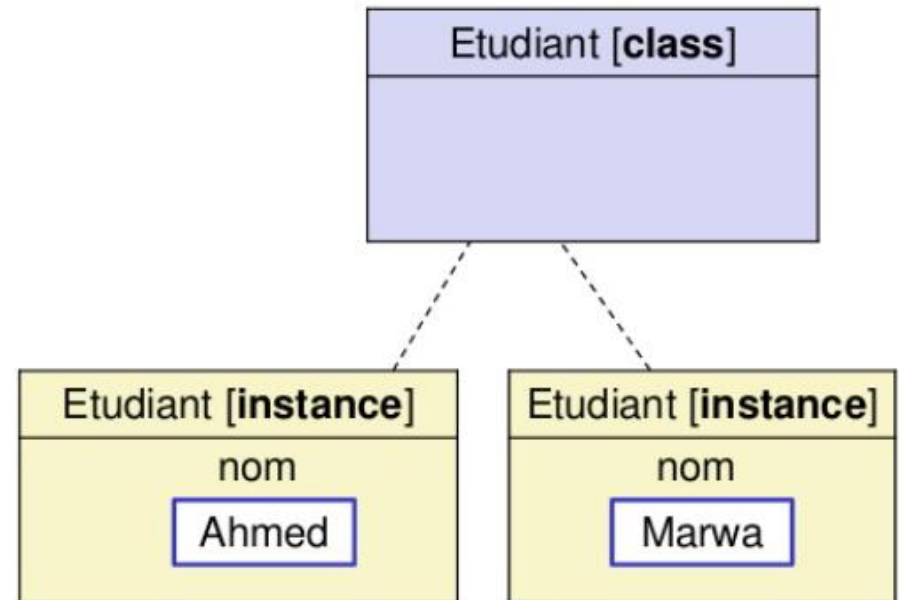 Etudiant [class]
Etudiant [instance]
nom
Ahmed
Etudiant [instance]
nom
Marwa